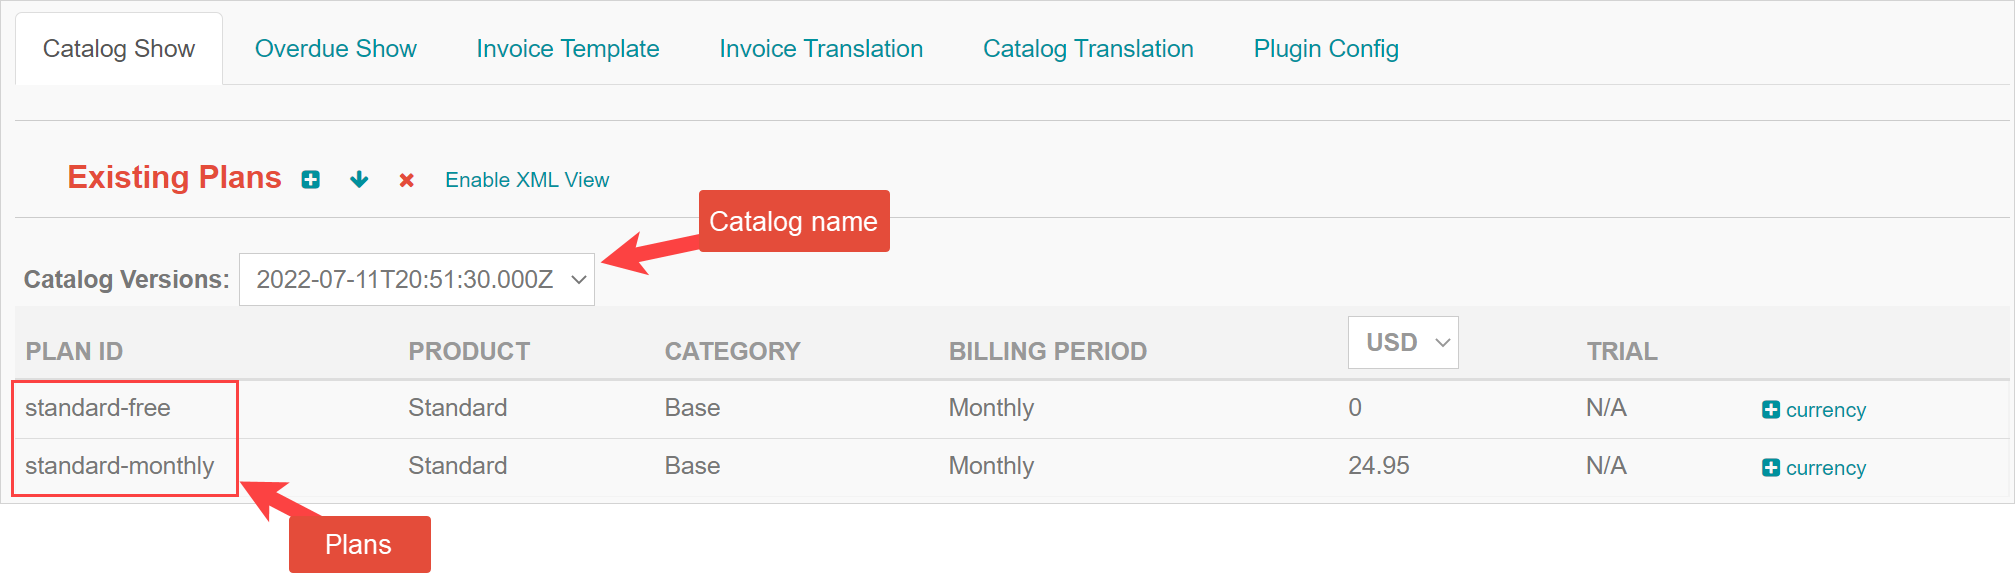 Catalog Show Overdue Show Invoice Template Invoice Translation Catalog Translation Plugin Config
Existing Plans Enable XML View
Catalog name
Catalog Versions: 2022-07-11T20:51:30.000Z
PLAN ID PRODUCT CATEGORY BILLING PERIOD USD TRIAL
standard-free Standard Base Monthly 0 N/A currency
standard-monthly Standard Base Monthly 24.95 N/A currency
Plans